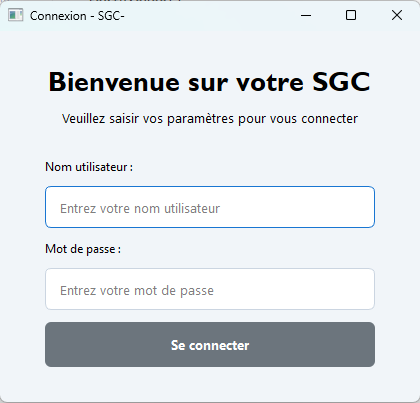 Connexion - SGC-
Bienvenue sur votre SGC
Veuillez saisir vos paramètres pour vous connecter
Nom utilisateur :
Entrez votre nom utilisateur
Mot de passe :
Entrez votre mot de passe
Se connecter